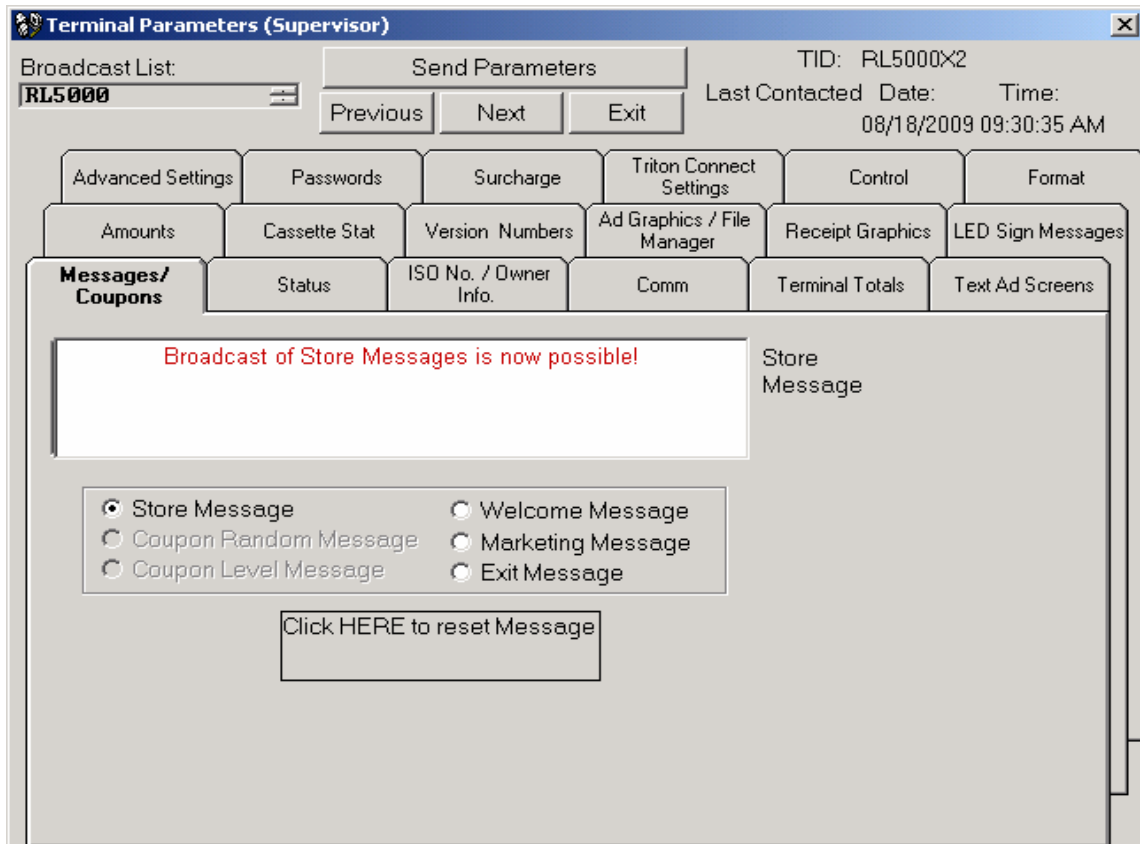 Terminal Parameters (Supervisor)
Broadcast List:
RL5000
Send Parameters
Previous
Next
Exit
TID: RL5000X2
Last Contacted Date: Time:
08/18/2009 09:30:35 AM
Advanced Settings
Passwords
Surcharge
Triton Connect
Settings
Control
Format
Amounts
Cassette Stat
Version Numbers
Ad Graphics / File
Manager
Receipt Graphics
LED Sign Messages
Messages/
Coupons
Status
ISO No. / Owner
Info.
Comm
Terminal Totals
Text Ad Screens
Broadcast of Store Messages is now possible!
Store
Message
Store Message
Coupon Random Message
Coupon Level Message
Welcome Message
Marketing Message
Exit Message
Click HERE to reset Message